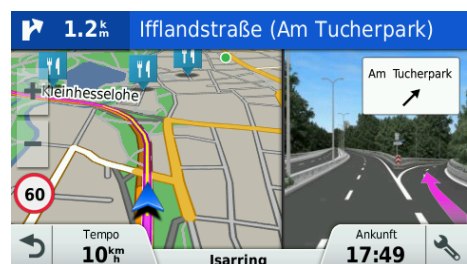 1.2 km
Ifflandstraße (Am Tucherpark)
Kleinhesselohe
Am Tucherpark
60
Tempo
10 km/h
Isarring
Ankunft
17:49